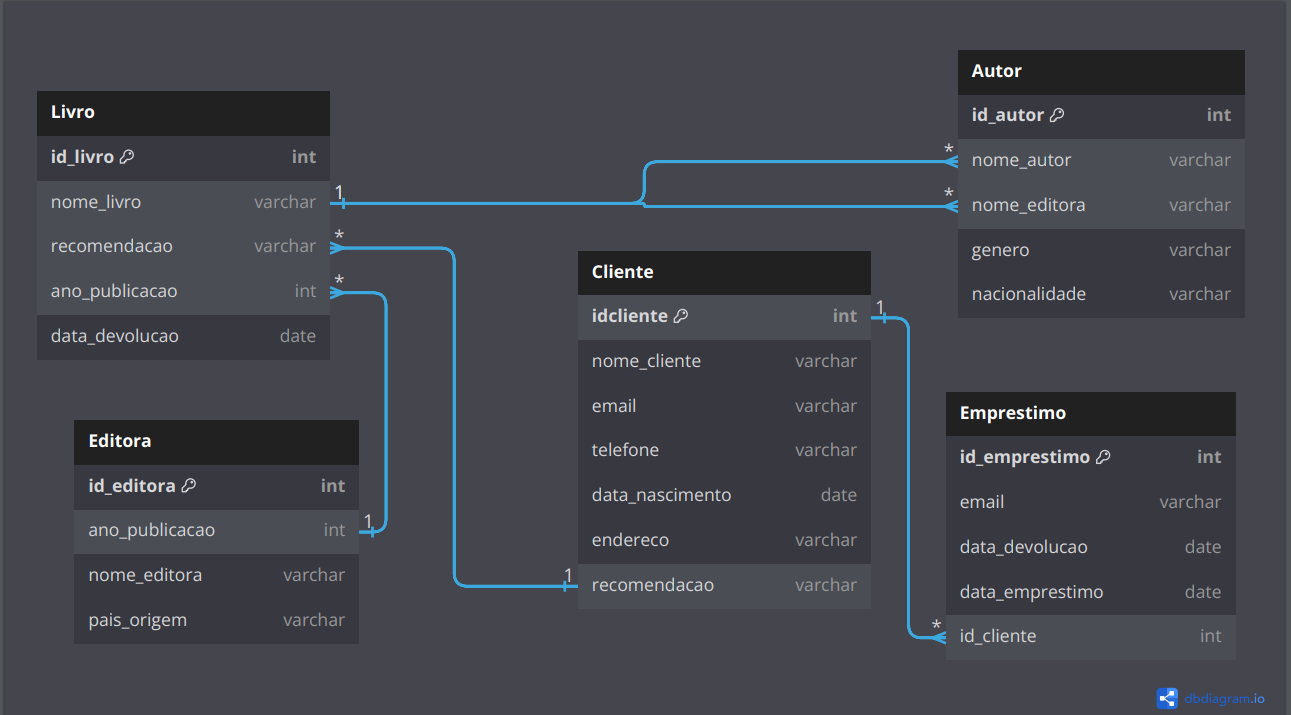 Livro
id_livro int
nome_livro varchar
recomendacao varchar
ano_publicacao int
data_devolucao date
1
*
*
Editora
id_editora int
ano_publicacao int
nome_editora varchar
pais_origem varchar
1
Cliente
idcliente int
nome_cliente varchar
email varchar
telefone varchar
data_nascimento date
endereco varchar
recomendacao varchar
1
1
Autor
id_autor int
nome_autor varchar
nome_editora varchar
genero varchar
nacionalidade varchar
*
*
Emprestimo
id_emprestimo int
email varchar
data_devolucao date
data_emprestimo date
id_cliente int
*
dbdiagram.io